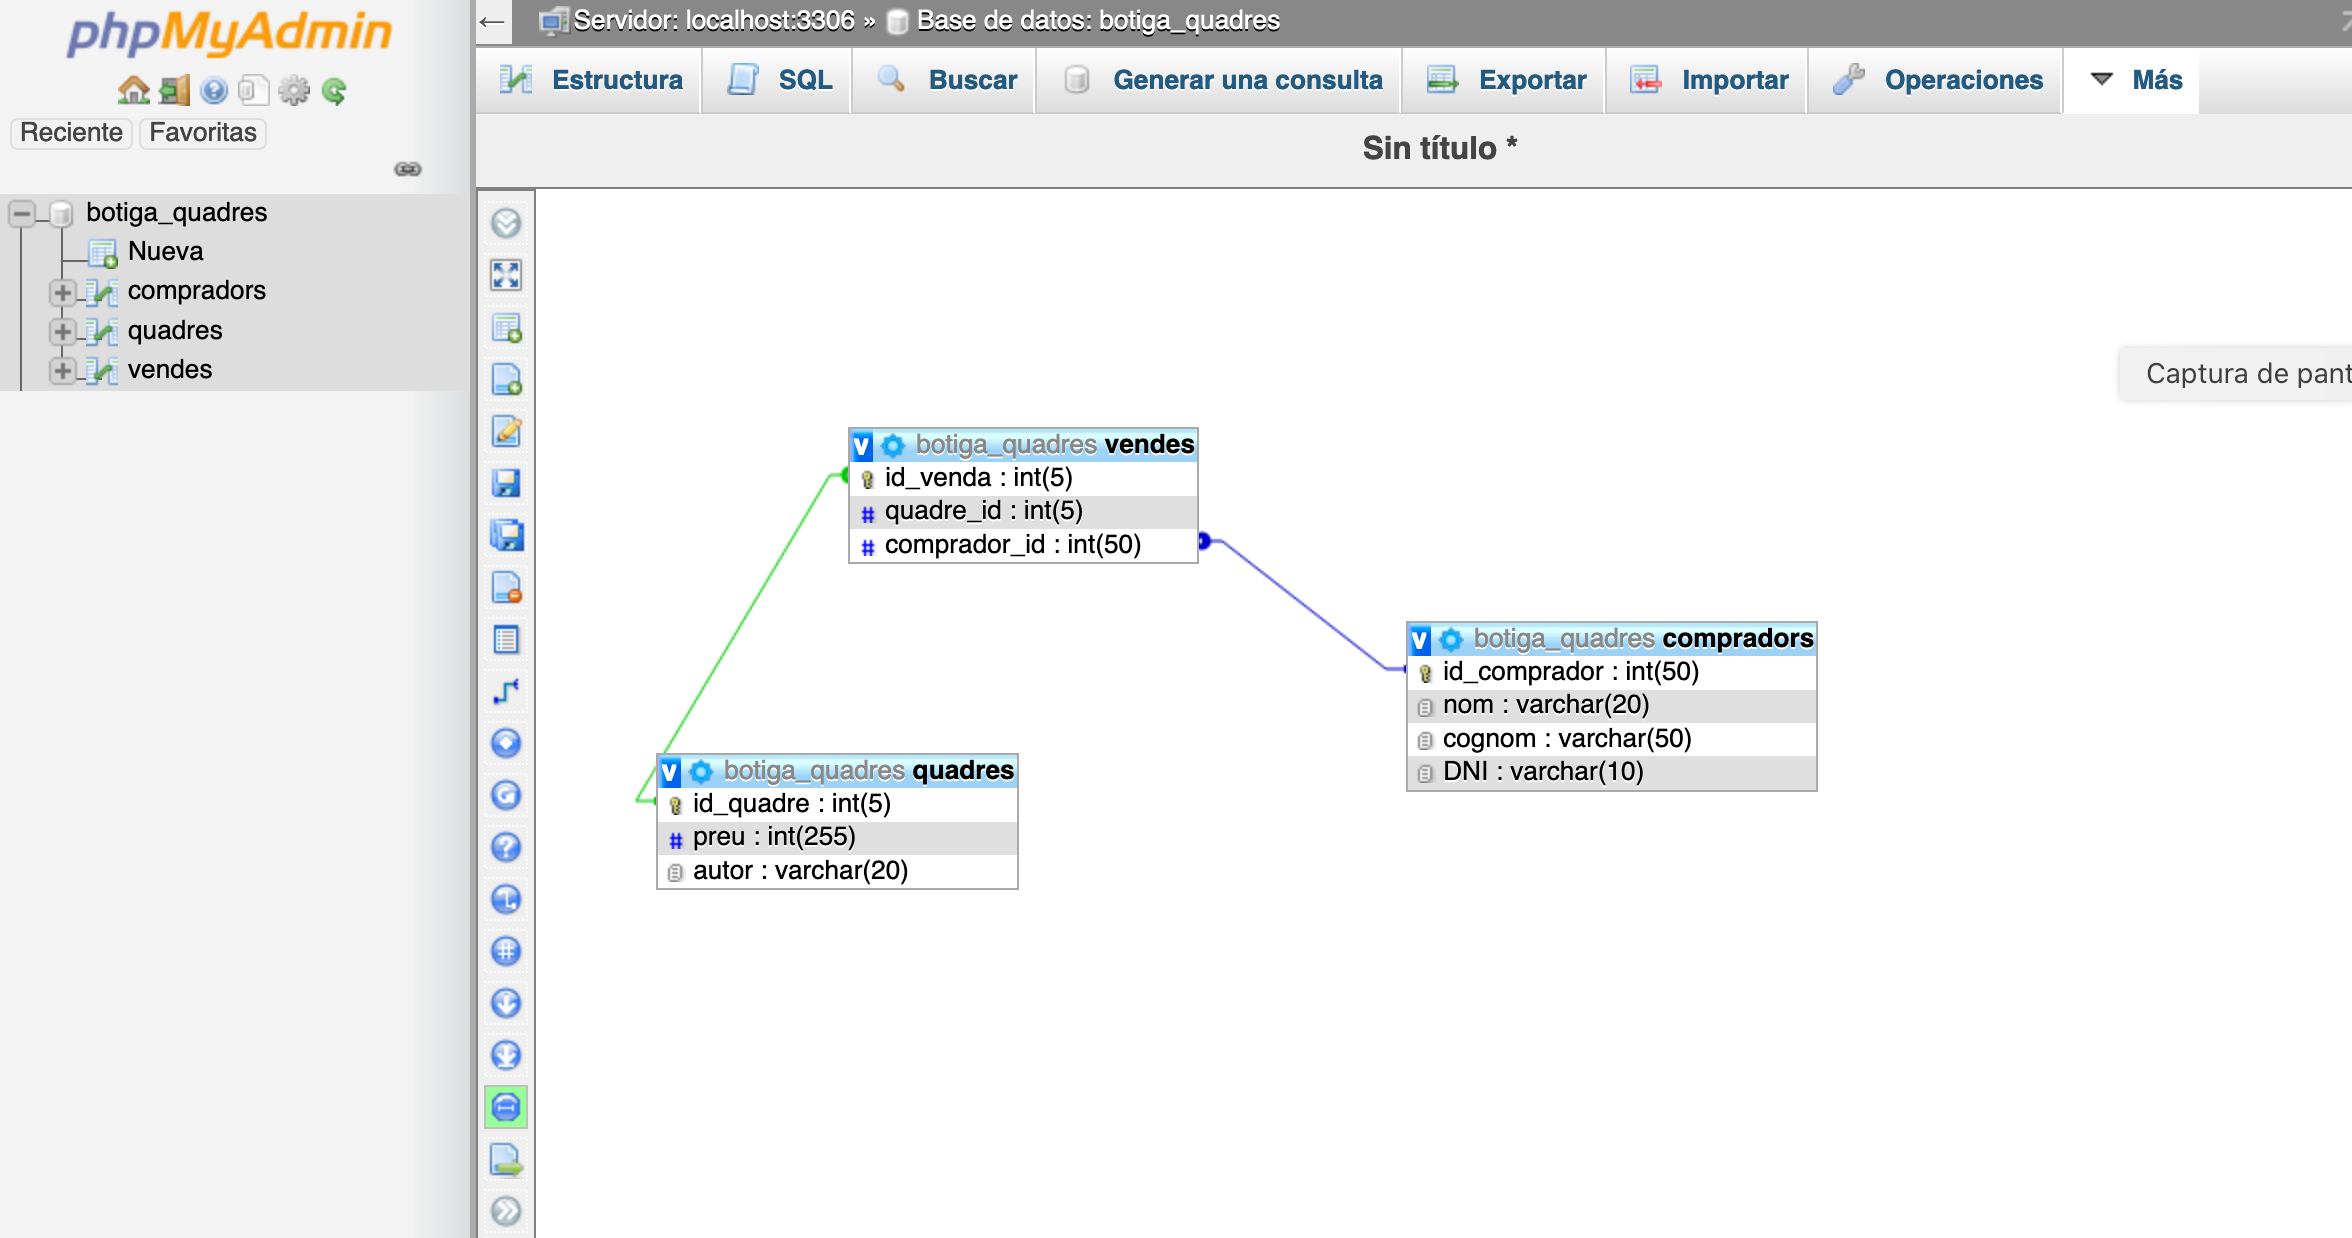 phpMyAdmin
Reciente Favoritas
botiga_quadres
Nueva
compradors
quadres
vendes
Servidor: localhost:3306 » Base de datos: botiga_quadres
Estructura SQL Buscar Generar una consulta Exportar Importar Operaciones Más
Sin título *
Captura de pant
botiga_quadres vendes
id_venda : int(5)
quadre_id : int(5)
comprador_id : int(50)
botiga_quadres compradors
id_comprador : int(50)
nom : varchar(20)
cognom : varchar(50)
DNI : varchar(10)
botiga_quadres quadres
id_quadre : int(5)
preu : int(255)
autor : varchar(20)